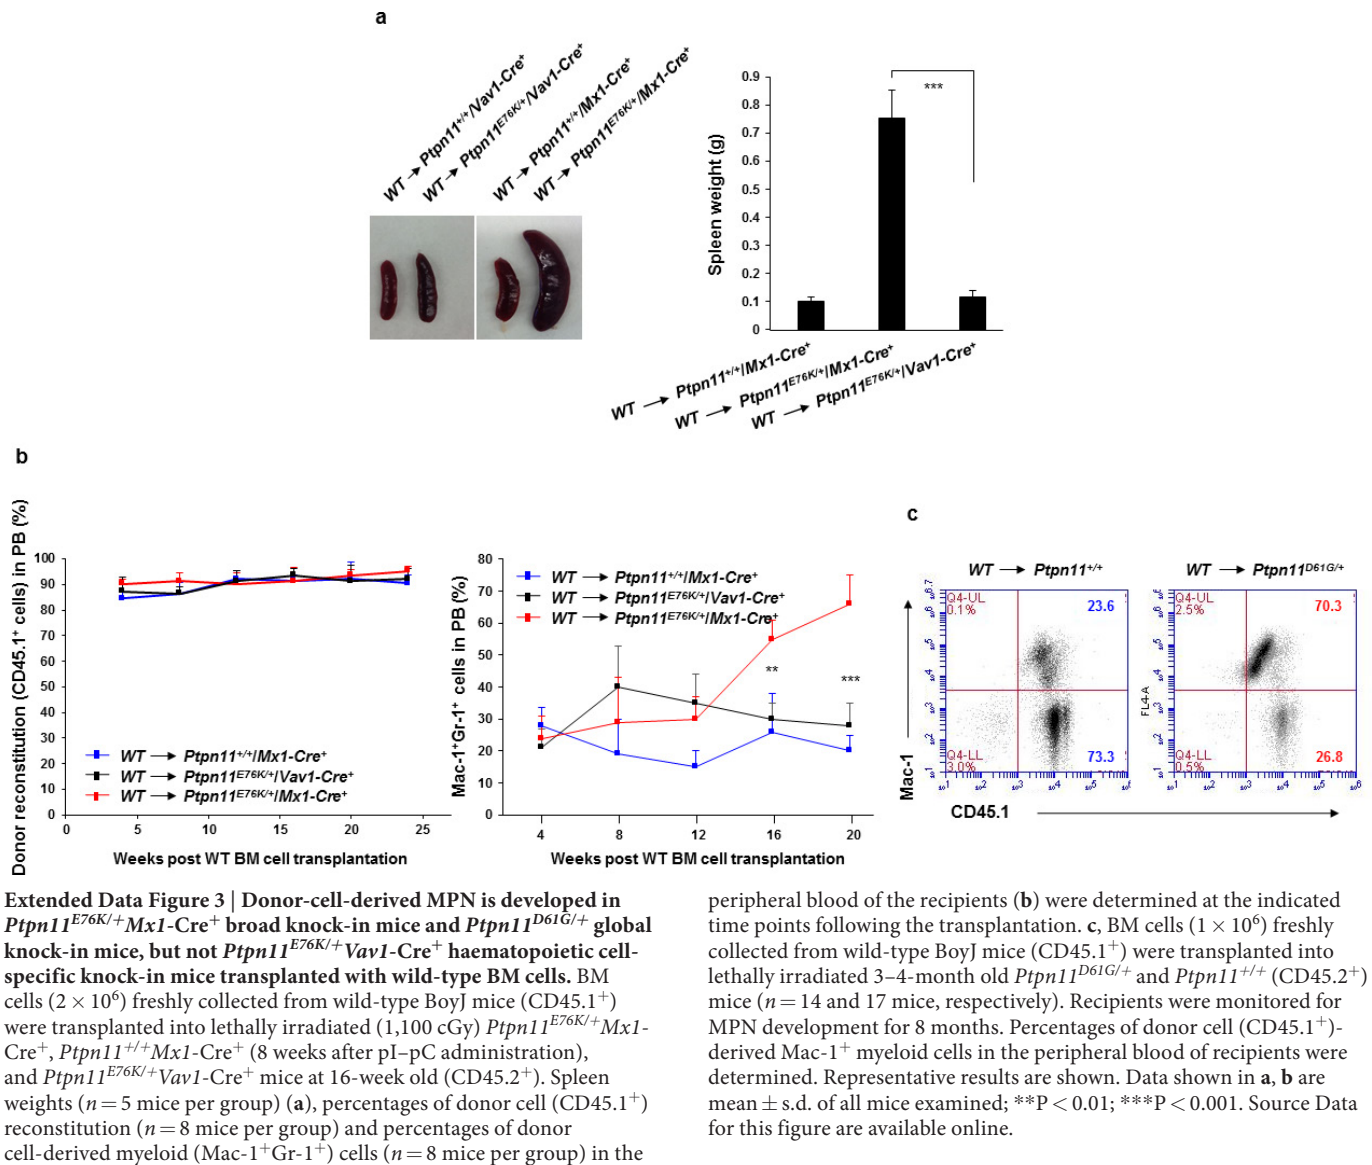 a
WT → Ptpn11+/+/Vav1-Cre+
WT → Ptpn11E76K/+/Vav1-Cre+
WT → Ptpn11+/+/Mx1-Cre+
WT → Ptpn11E76K/+/Mx1-Cre+
Spleen weight (g)
0.9
0.8
0.7
0.6
0.5
0.4
0.3
0.2
0.1
0
***
WT → Ptpn11+/+/Mx1-Cre+
WT → Ptpn11E76K/+/Mx1-Cre+
WT → Ptpn11E76K/+/Vav1-Cre+
b
Donor reconstitution (CD45.1+ cells) in PB (%)
100
90
80
70
60
50
40
30
20
10
0
WT → Ptpn11+/+/Mx1-Cre+
WT → Ptpn11E76K/+/Vav1-Cre+
WT → Ptpn11E76K/+/Mx1-Cre+
0 5 10 15 20 25
Weeks post WT BM cell transplantation
Mac-1+Gr-1+ cells in PB (%)
80
70
60
50
40
30
20
10
0
WT → Ptpn11+/+/Mx1-Cre+
WT → Ptpn11E76K/+/Vav1-Cre+
WT → Ptpn11E76K/+/Mx1-Cre+
**
***
4 8 12 16 20
Weeks post WT BM cell transplantation
c
WT → Ptpn11+/+
WT → Ptpn11D61G/+
Q4-UL
0.1%
23.6
Q4-LL
3.0%
73.3
Q4-UL
2.5%
70.3
Q4-LL
0.5%
26.8
FL4-A
Mac-1
CD45.1
Extended Data Figure 3 | Donor-cell-derived MPN is developed in
Ptpn11E76K/+Mx1-Cre+ broad knock-in mice and Ptpn11D61G/+ global
knock-in mice, but not Ptpn11E76K/+Vav1-Cre+ haematopoietic cell-
specific knock-in mice transplanted with wild-type BM cells. BM
cells (2 × 10⁶) freshly collected from wild-type BoyJ mice (CD45.1+)
were transplanted into lethally irradiated (1,100 cGy) Ptpn11E76K/+Mx1-
Cre+, Ptpn11+/+Mx1-Cre+ (8 weeks after pI–pC administration),
and Ptpn11E76K/+Vav1-Cre+ mice at 16-week old (CD45.2+). Spleen
weights (n = 5 mice per group) (a), percentages of donor cell (CD45.1+)
reconstitution (n = 8 mice per group) and percentages of donor
cell-derived myeloid (Mac-1+Gr-1+) cells (n = 8 mice per group) in the
peripheral blood of the recipients (b) were determined at the indicated
time points following the transplantation. c, BM cells (1 × 10⁶) freshly
collected from wild-type BoyJ mice (CD45.1+) were transplanted into
lethally irradiated 3–4-month old Ptpn11D61G/+ and Ptpn11+/+ (CD45.2+)
mice (n = 14 and 17 mice, respectively). Recipients were monitored for
MPN development for 8 months. Percentages of donor cell (CD45.1+)-
derived Mac-1+ myeloid cells in the peripheral blood of recipients were
determined. Representative results are shown. Data shown in a, b are
mean ± s.d. of all mice examined; **P < 0.01; ***P < 0.001. Source Data
for this figure are available online.